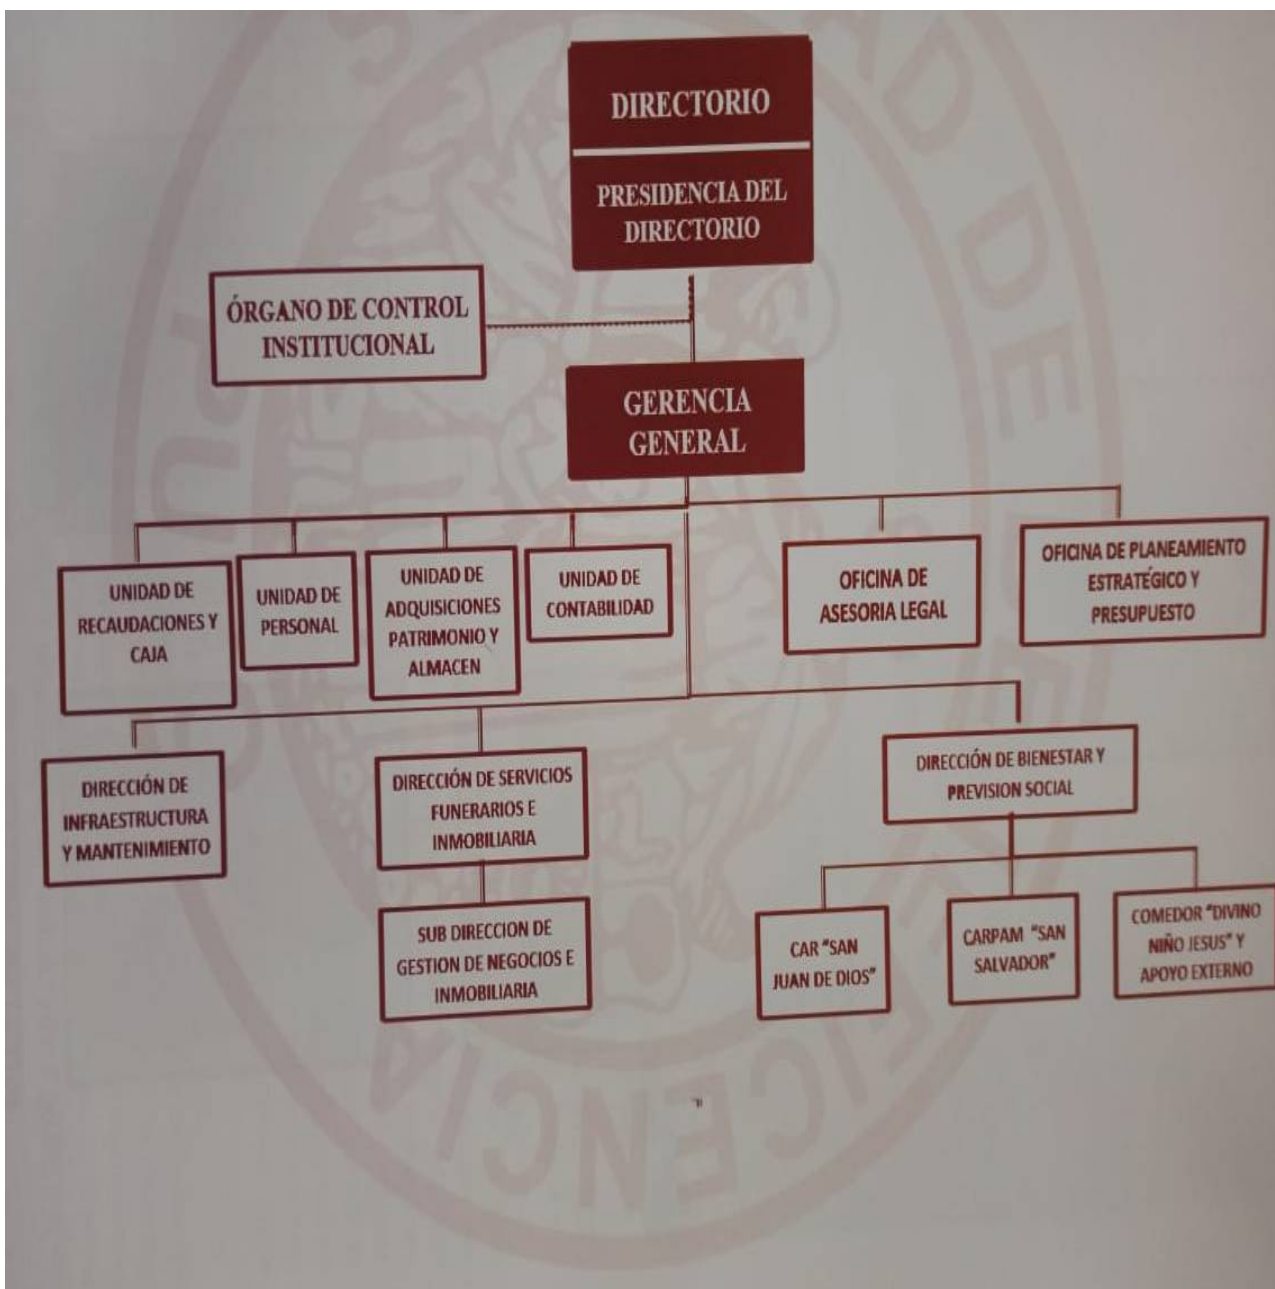 DIRECTORIO
PRESIDENCIA DEL
DIRECTORIO
ÓRGANO DE CONTROL
INSTITUCIONAL
GERENCIA
GENERAL
UNIDAD DE
RECAUDACIONES Y
CAJA
UNIDAD DE
PERSONAL
UNIDAD DE
ADQUISICIONES
PATRIMONIO Y
ALMACEN
UNIDAD DE
CONTABILIDAD
OFICINA DE
ASESORIA LEGAL
OFICINA DE PLANEAMIENTO
ESTRATÉGICO Y
PRESUPUESTO
DIRECCIÓN DE
INFRAESTRUCTURA
Y MANTENIMIENTO
DIRECCIÓN DE SERVICIOS
FUNERARIOS E
INMOBILIARIA
SUB DIRECCION DE
GESTION DE NEGOCIOS E
INMOBILIARIA
DIRECCIÓN DE BIENESTAR Y
PREVISION SOCIAL
CAR "SAN
JUAN DE DIOS"
CARPAM "SAN
SALVADOR"
COMEDOR "DIVINO
NIÑO JESUS" Y
APOYO EXTERNO